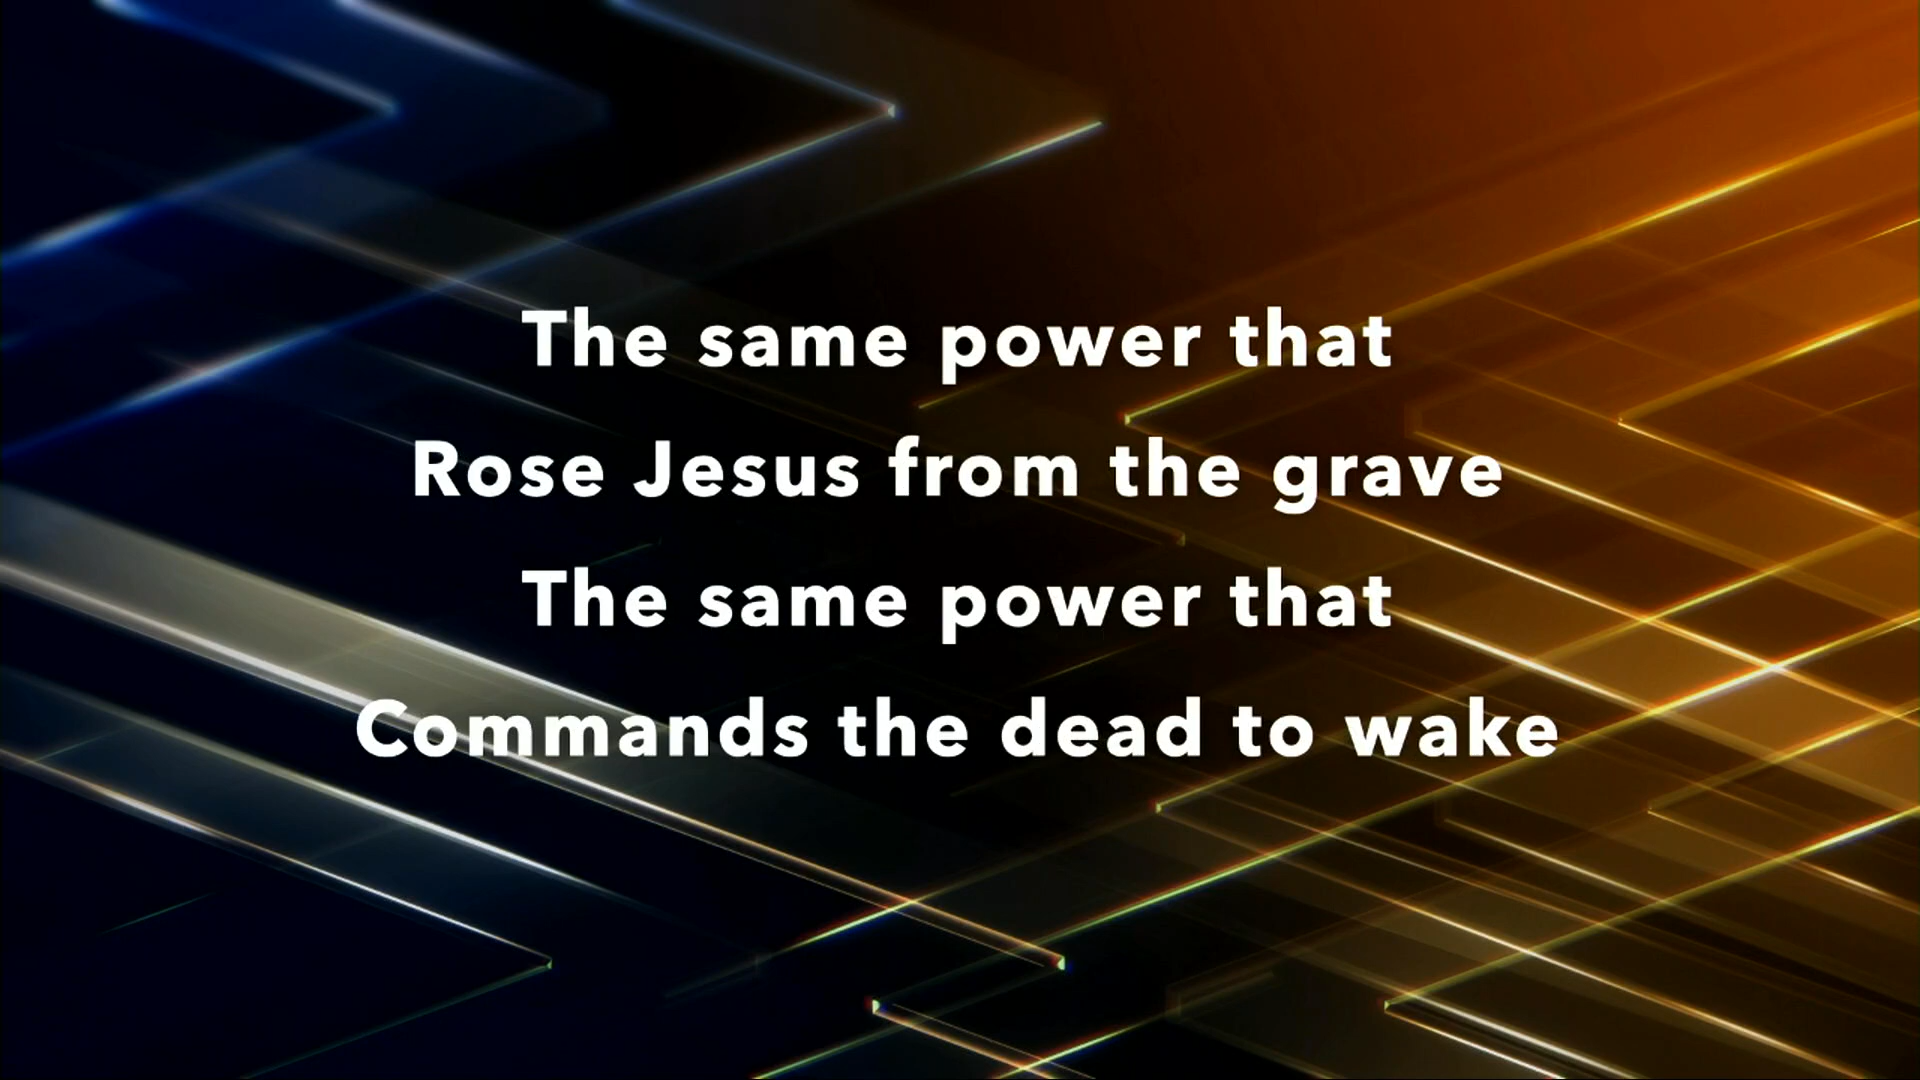 The same power that
Rose Jesus from the grave
The same power that
Commands the dead to wake